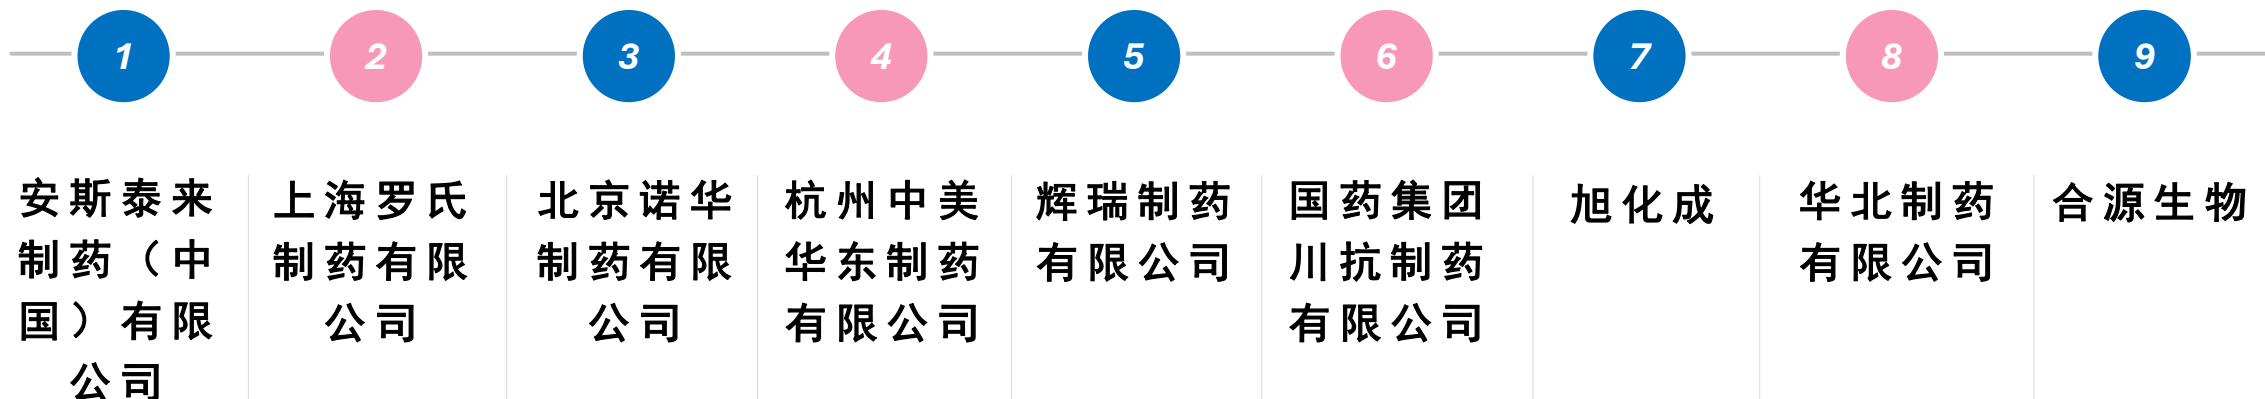 1
2
3
4
5
6
7
8
9
安斯泰来
制药（中
国）有限
公司
上海罗氏
制药有限
公司
北京诺华
制药有限
公司
杭州中美
华东制药
有限公司
辉瑞制药
有限公司
国药集团
川抗制药
有限公司
旭化成
华北制药
有限公司
合源生物